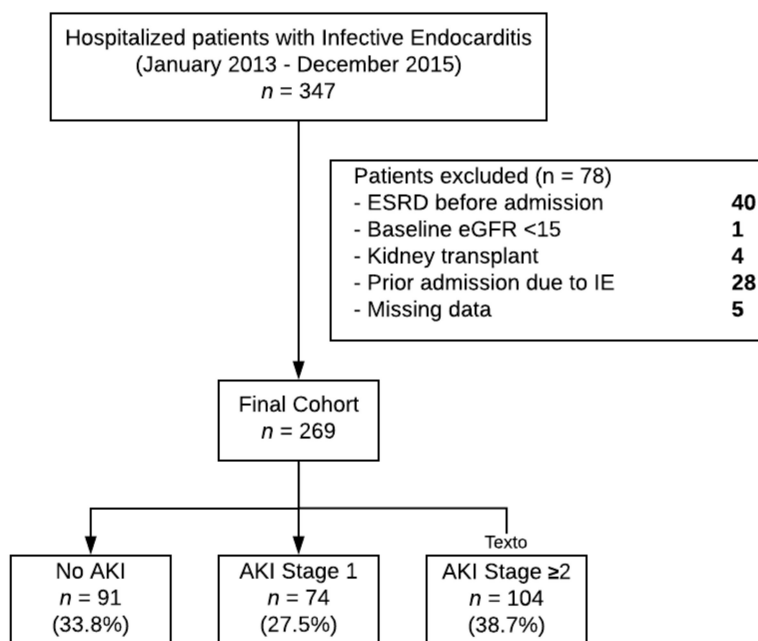 Hospitalized patients with Infective Endocarditis
(January 2013 - December 2015)
n = 347
Patients excluded (n = 78)
- ESRD before admission 40
- Baseline eGFR <15 1
- Kidney transplant 4
- Prior admission due to IE 28
- Missing data 5
Final Cohort
n = 269
Texto
No AKI
n = 91
(33.8%)
AKI Stage 1
n = 74
(27.5%)
AKI Stage ≥2
n = 104
(38.7%)